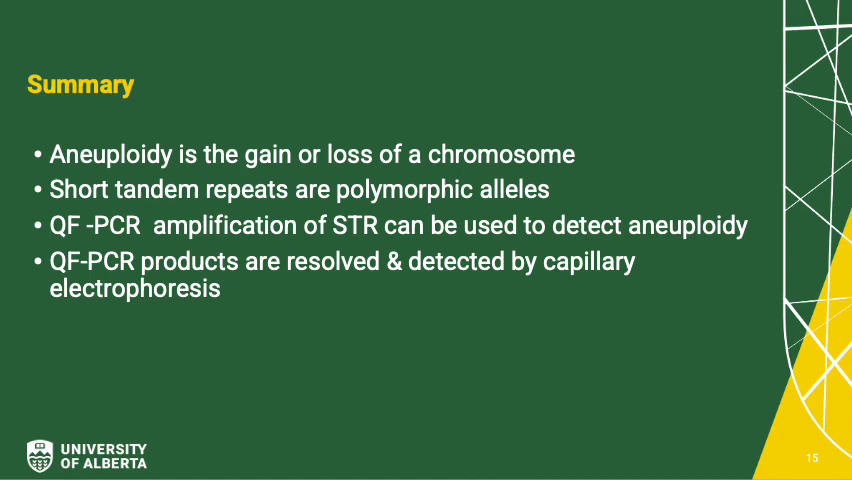 Summary
• Aneuploidy is the gain or loss of a chromosome
• Short tandem repeats are polymorphic alleles
• QF -PCR  amplification of STR can be used to detect aneuploidy
• QF-PCR products are resolved & detected by capillary
electrophoresis
UNIVERSITY
OF ALBERTA
15